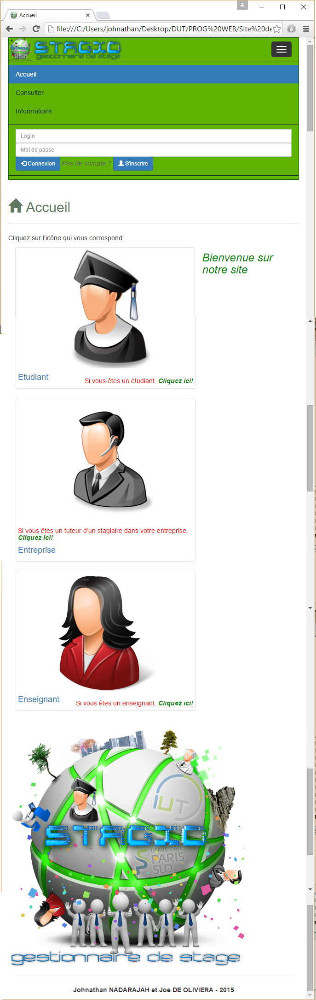 Accueil
file:///C:/Users/johnathan/Desktop/DUT/PROG%20WEB/Site%20de
STAGIO
gestionnaire de stage
Accueil
Consulter
Informations
Login
Mot de passe
Connexion Pas de compte ? S'inscrire
Accueil
Cliquez sur l'icône qui vous correspond:
Bienvenue sur
notre site
Etudiant
Si vous êtes un étudiant. Cliquez ici!
Si vous êtes un tuteur d'un stagiaire dans votre entreprise.
Cliquez ici!
Entreprise
Enseignant
Si vous êtes un enseignant. Cliquez ici!
IUT
STAGIO
UNIVERSITÉ
PARIS
SUD
gestionnaire de stage
Johnathan NADARAJAH et Joe DE OLIVIERA - 2015